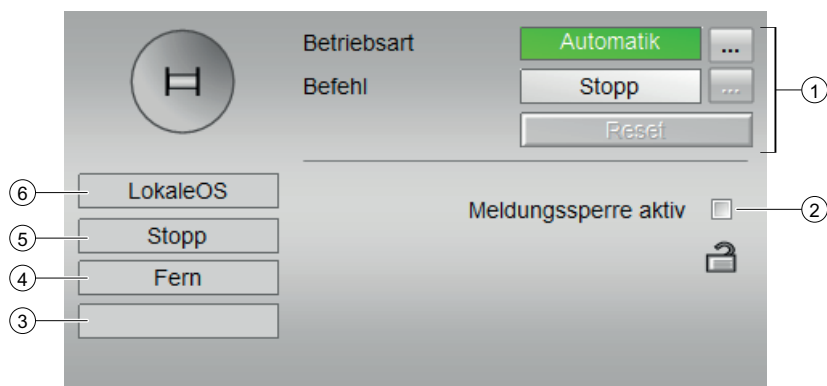 Betriebsart Automatik ...
Befehl Stopp ...
Reset
1
LokaleOS
6
Meldungssperre aktiv
2
Stopp
5
Fern
4
3